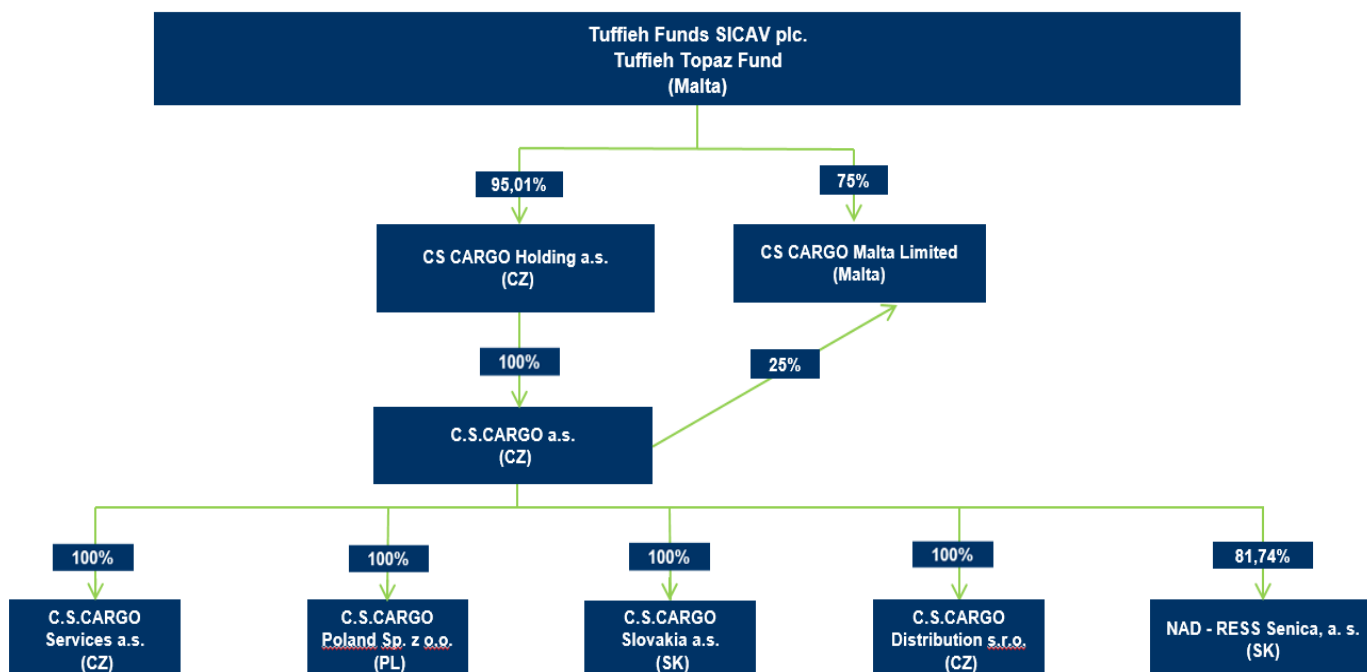 Tuffieh Funds SICAV plc.
Tuffieh Topaz Fund
(Malta)
95,01%
75%
CS CARGO Holding a.s.
(CZ)
CS CARGO Malta Limited
(Malta)
100%
25%
C.S.CARGO a.s.
(CZ)
100%
100%
100%
100%
81,74%
C.S.CARGO
Services a.s.
(CZ)
C.S.CARGO
Poland Sp. z o.o.
(PL)
C.S.CARGO
Slovakia a.s.
(SK)
C.S.CARGO
Distribution s.r.o.
(CZ)
NAD - RESS Senica, a. s.
(SK)